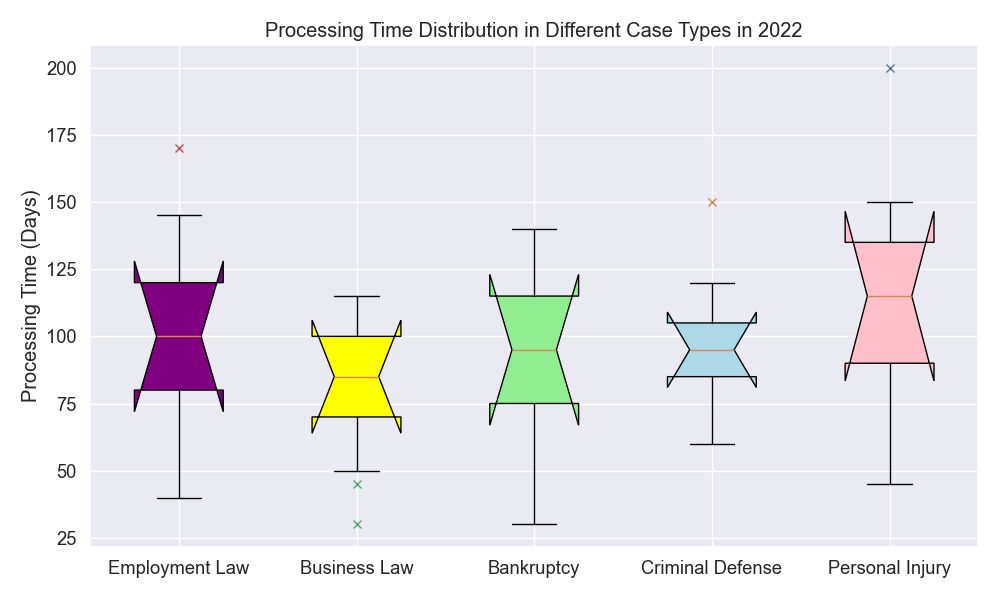 Processing Time Distribution in Different Case Types in 2022
Processing Time (Days)
200
175
150
125
100
75
50
25
Employment Law
Business Law
Bankruptcy
Criminal Defense
Personal Injury